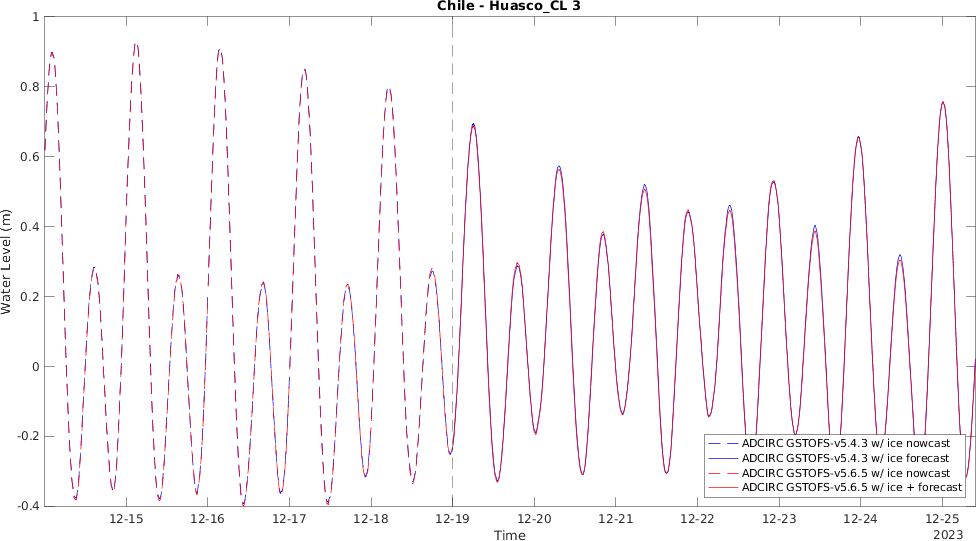 Chile - Huasco_CL 3
Water Level (m)
1
0.8
0.6
0.4
0.2
0
-0.2
-0.4
ADCIRC GSTOFS-v5.4.3 w/ ice nowcast
ADCIRC GSTOFS-v5.4.3 w/ ice forecast
ADCIRC GSTOFS-v5.6.5 w/ ice nowcast
ADCIRC GSTOFS-v5.6.5 w/ ice + forecast
12-15 12-16 12-17 12-18 12-19 12-20 12-21 12-22 12-23 12-24 12-25
Time
2023